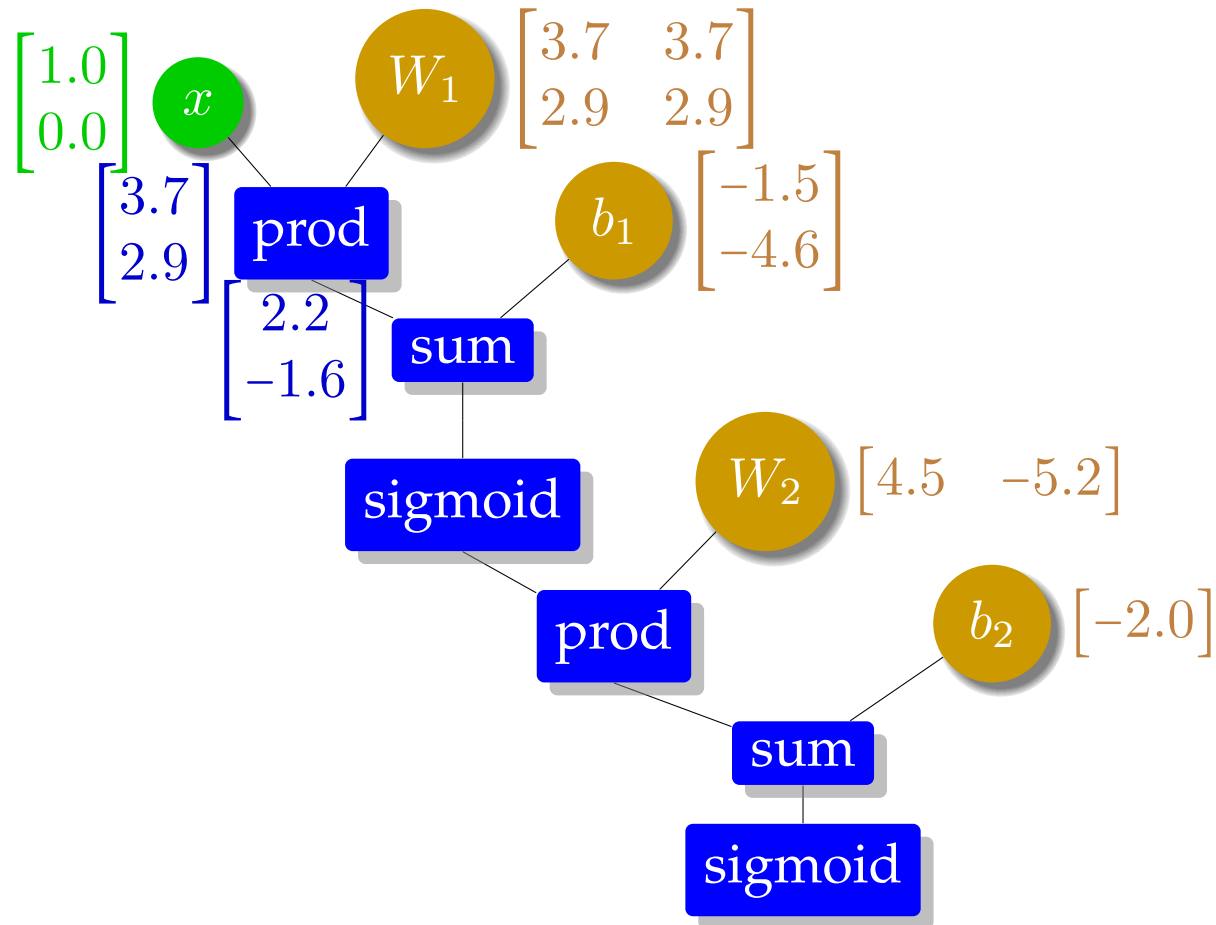 [1.0
0.0]
x
W₁
[3.7 3.7
2.9 2.9]
[3.7
2.9]
prod
b₁
[−1.5
−4.6]
[2.2
−1.6]
sum
sigmoid
W₂
[4.5 −5.2]
prod
b₂
[−2.0]
sum
sigmoid